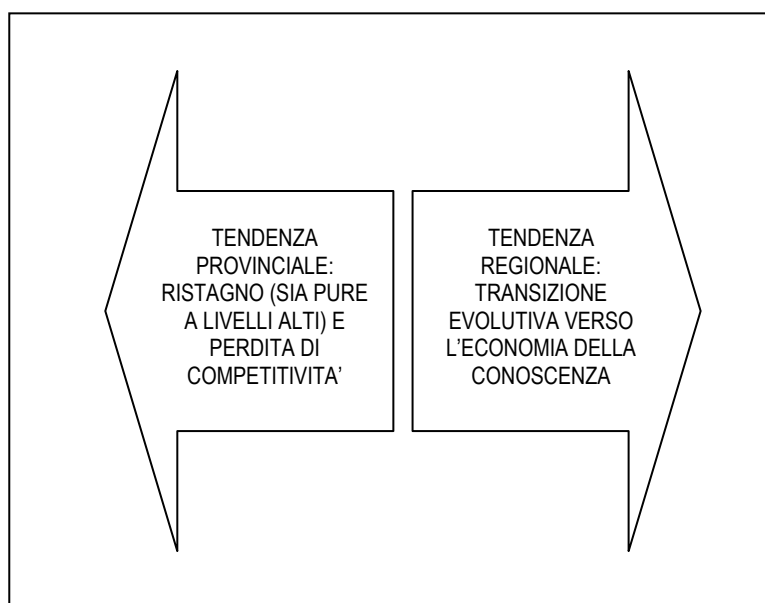 TENDENZA
PROVINCIALE:
RISTAGNO (SIA PURE
A LIVELLI ALTI) E
PERDITA DI
COMPETITIVITA'
TENDENZA
REGIONALE:
TRANSIZIONE
EVOLUTIVA VERSO
L'ECONOMIA DELLA
CONOSCENZA